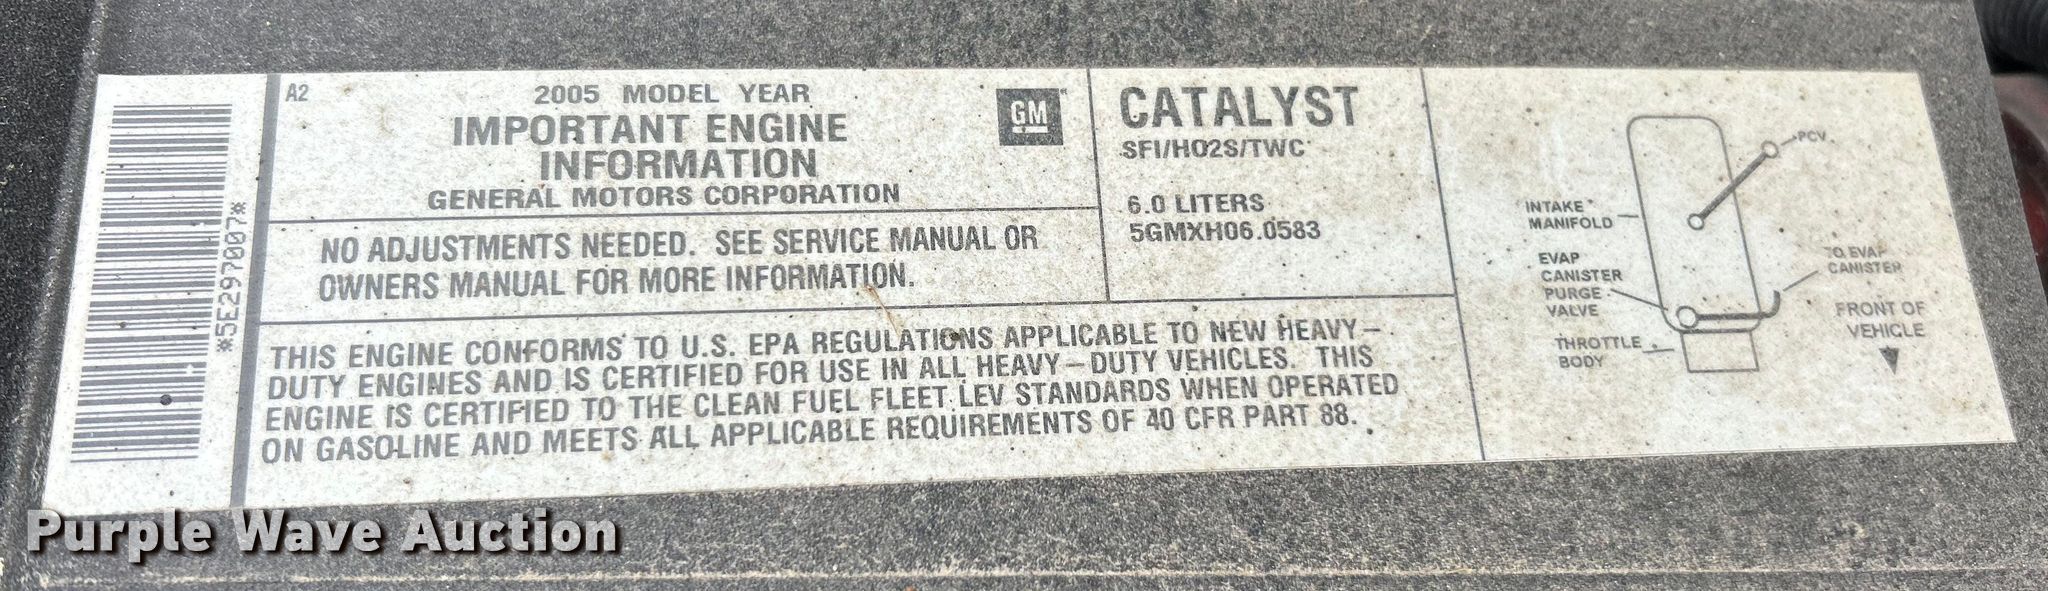 *5E297007*
A2
2005 MODEL YEAR
IMPORTANT ENGINE
INFORMATION
GENERAL MOTORS CORPORATION
GM
NO ADJUSTMENTS NEEDED. SEE SERVICE MANUAL OR
OWNERS MANUAL FOR MORE INFORMATION.
THIS ENGINE CONFORMS TO U.S. EPA REGULATIONS APPLICABLE TO NEW HEAVY-
DUTY ENGINES AND IS CERTIFIED FOR USE IN ALL HEAVY-DUTY VEHICLES. THIS
ENGINE IS CERTIFIED TO THE CLEAN FUEL FLEET LEV STANDARDS WHEN OPERATED
ON GASOLINE AND MEETS ALL APPLICABLE REQUIREMENTS OF 40 CFR PART 88.
CATALYST
SFI/HO2S/TWC
6.0 LITERS
5GMXH06.0583
PCV
INTAKE
MANIFOLD
EVAP
CANISTER
PURGE
VALVE
THROTTLE
BODY
TO EVAP
CANISTER
FRONT OF
VEHICLE
Purple Wave Auction